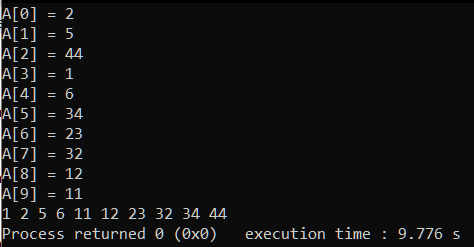 A[0] = 2
A[1] = 5
A[2] = 44
A[3] = 1
A[4] = 6
A[5] = 34
A[6] = 23
A[7] = 32
A[8] = 12
A[9] = 11
1 2 5 6 11 12 23 32 34 44
Process returned 0 (0x0)   execution time : 9.776 s